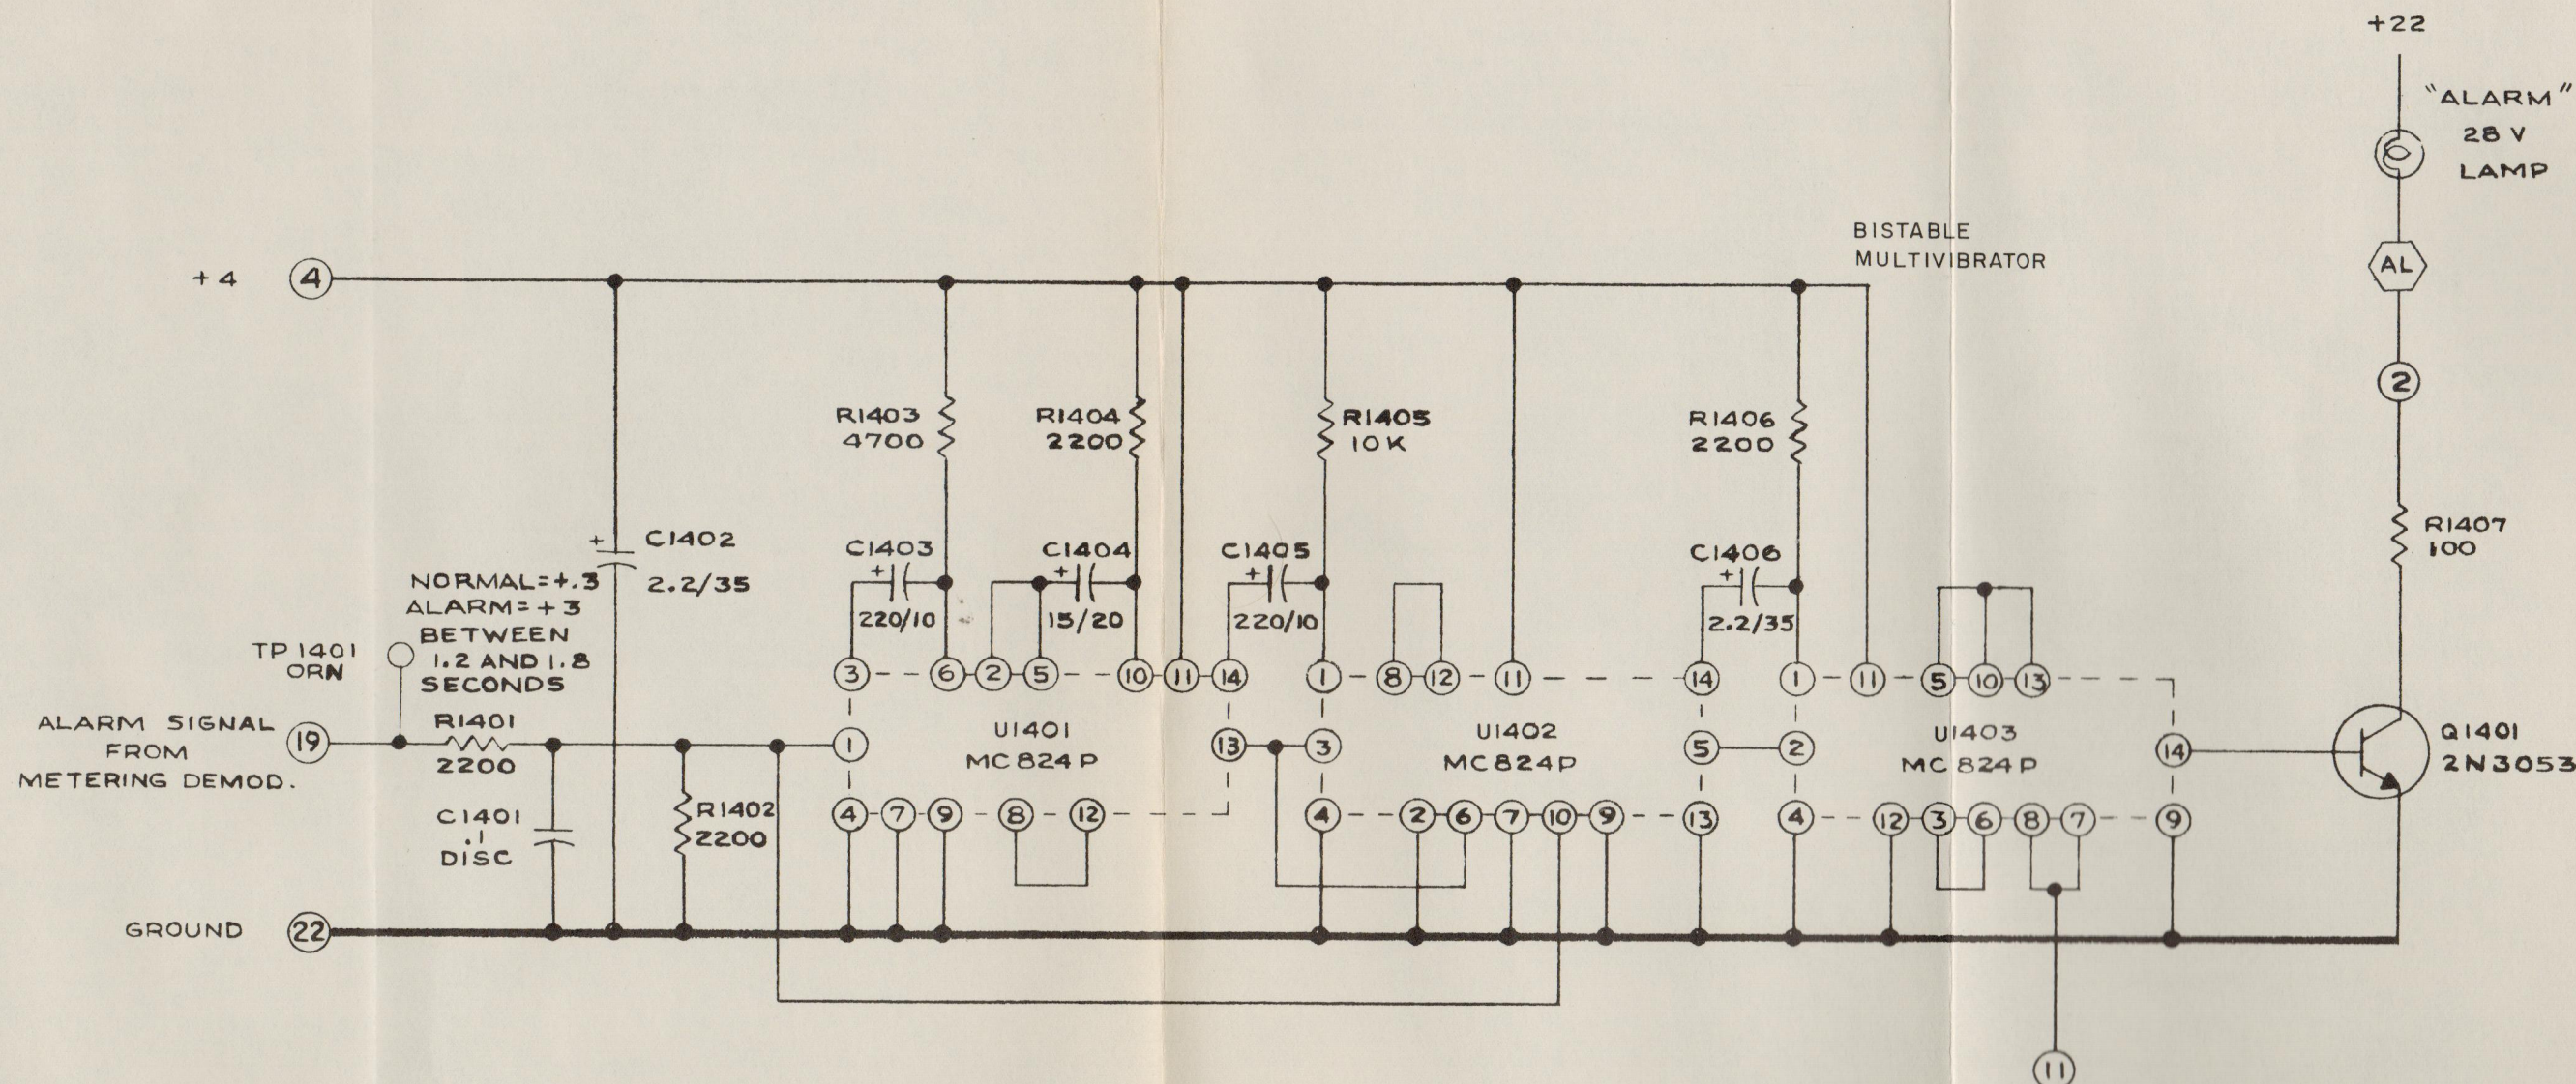 +22
"ALARM"
28 V
LAMP
BISTABLE
MULTIVIBRATOR
AL
+4
4
2
R1403
4700
R1404
2200
R1405
10K
R1406
2200
R1407
100
C1402
2.2/35
+
C1403
+
220/10
C1404
+
15/20
C1405
+
220/10
C1406
+
2.2/35
NORMAL=+.3
ALARM=+3
BETWEEN
1.2 AND 1.8
SECONDS
TP 1401
ORN
3 6 2 5 10 11 14 1 8 12 11 14 1 11 5 10 13
ALARM SIGNAL
FROM
METERING DEMOD.
19
R1401
2200
1
U1401
MC824P
13
3
U1402
MC824P
5
2
U1403
MC824P
14
Q1401
2N3053
C1401
.1
DISC
R1402
2200
4 7 9 8 12 4 2 6 7 10 9 13 4 12 3 6 8 7 9
GROUND
22
11